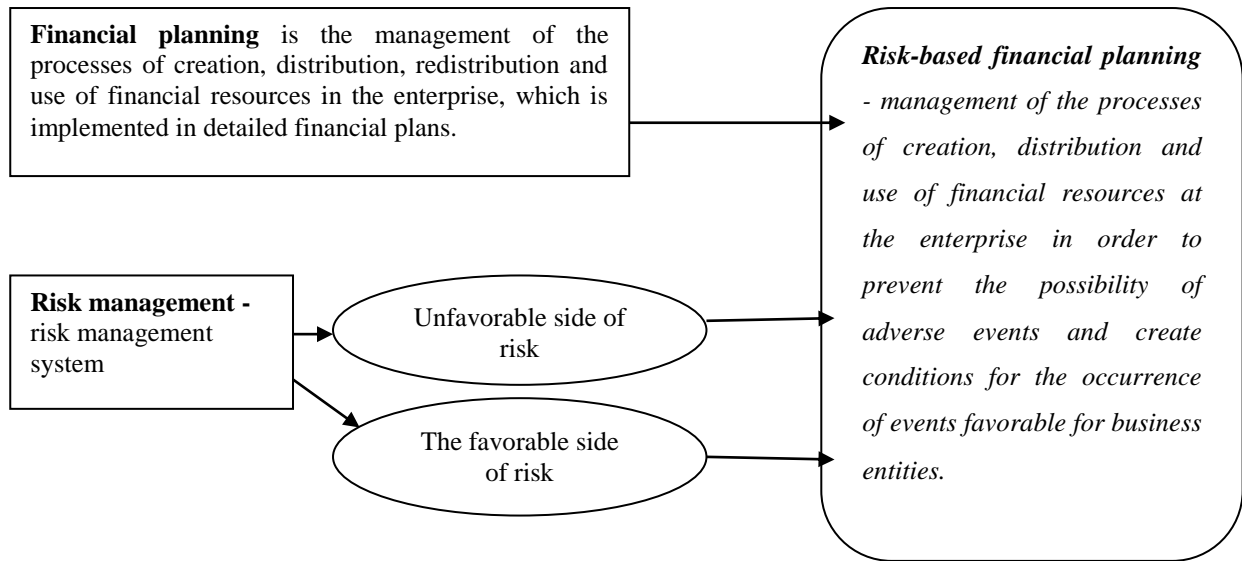 Financial planning is the management of the
processes of creation, distribution, redistribution and
use of financial resources in the enterprise, which is
implemented in detailed financial plans.
Risk management -
risk management
system
Unfavorable side of
risk
The favorable side
of risk
Risk-based financial planning
- management of the processes
of creation, distribution and
use of financial resources at
the enterprise in order to
prevent the possibility of
adverse events and create
conditions for the occurrence
of events favorable for business
entities.